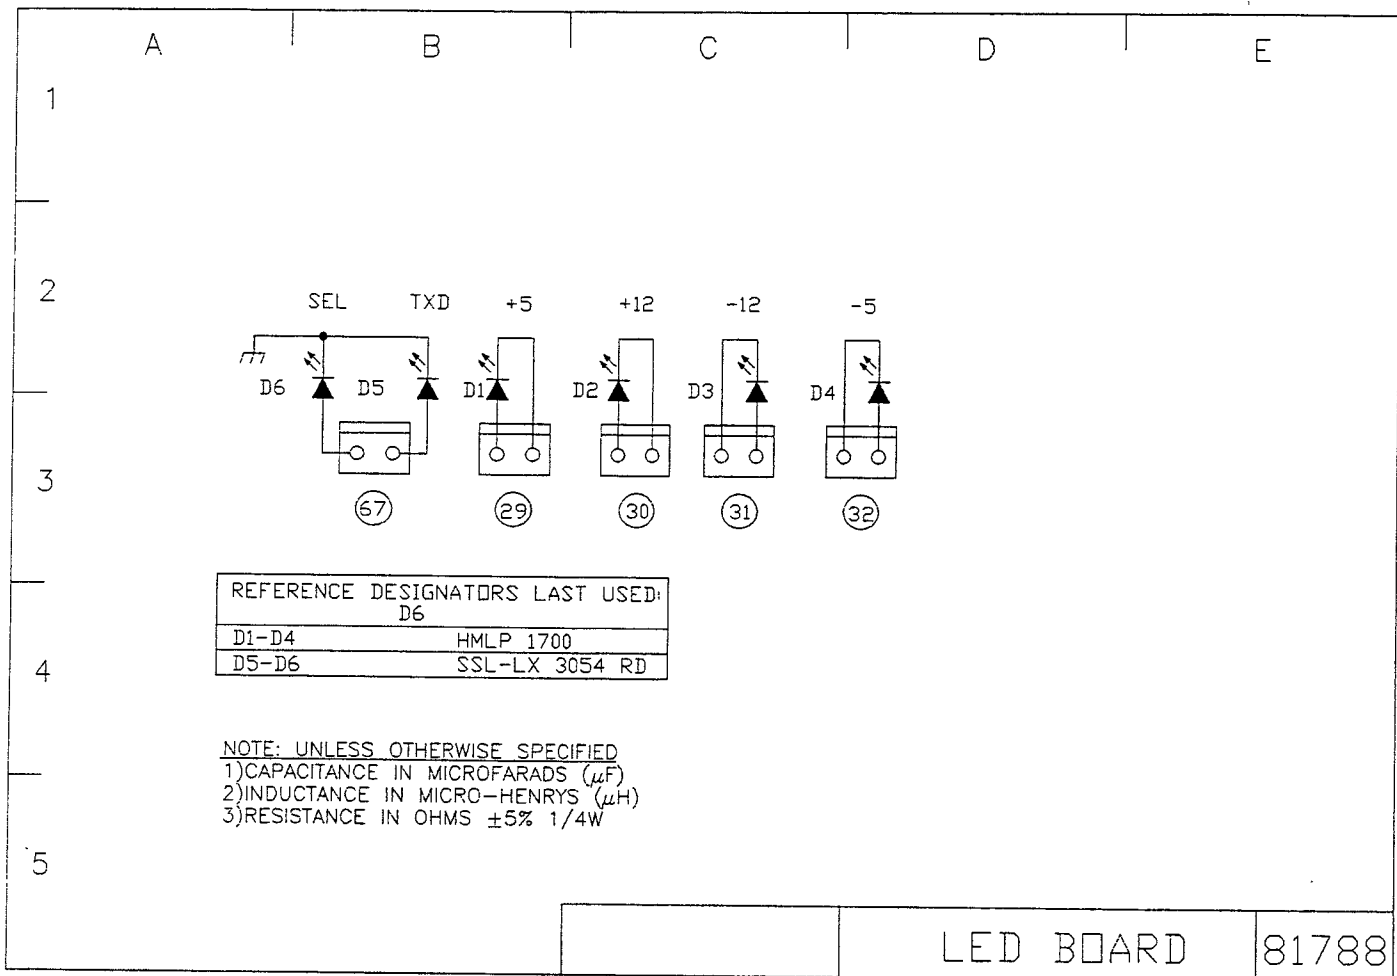 A B C D E
1
2
SEL TXD +5 +12 -12 -5
D6 D5 D1 D2 D3 D4
3
67 29 30 31 32
REFERENCE DESIGNATORS LAST USED:
D6
D1-D4 HMLP 1700
D5-D6 SSL-LX 3054 RD
4
NOTE: UNLESS OTHERWISE SPECIFIED
1)CAPACITANCE IN MICROFARADS (μF)
2)INDUCTANCE IN MICRO-HENRYS (μH)
3)RESISTANCE IN OHMS ±5% 1/4W
5
LED BOARD 81788